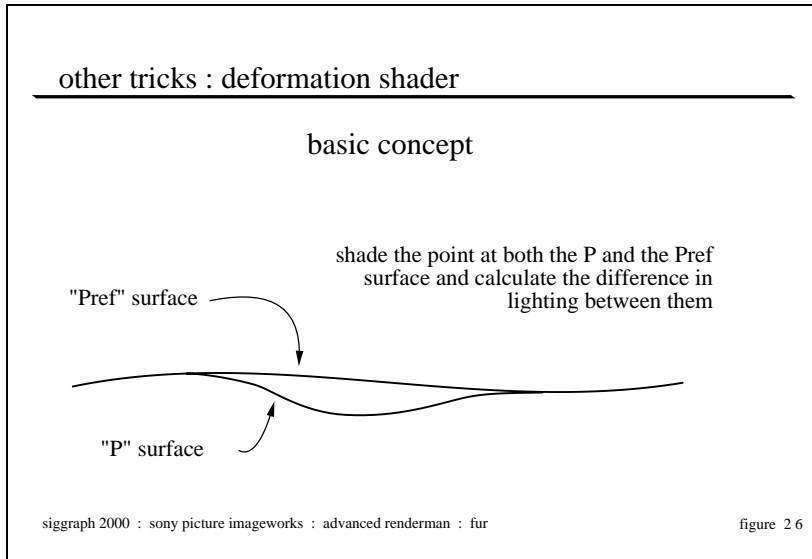 other tricks : deformation shader
basic concept
shade the point at both the P and the Pref
surface and calculate the difference in
lighting between them
"Pref" surface
"P" surface
siggraph 2000 : sony picture imageworks : advanced renderman : fur
figure 2 6